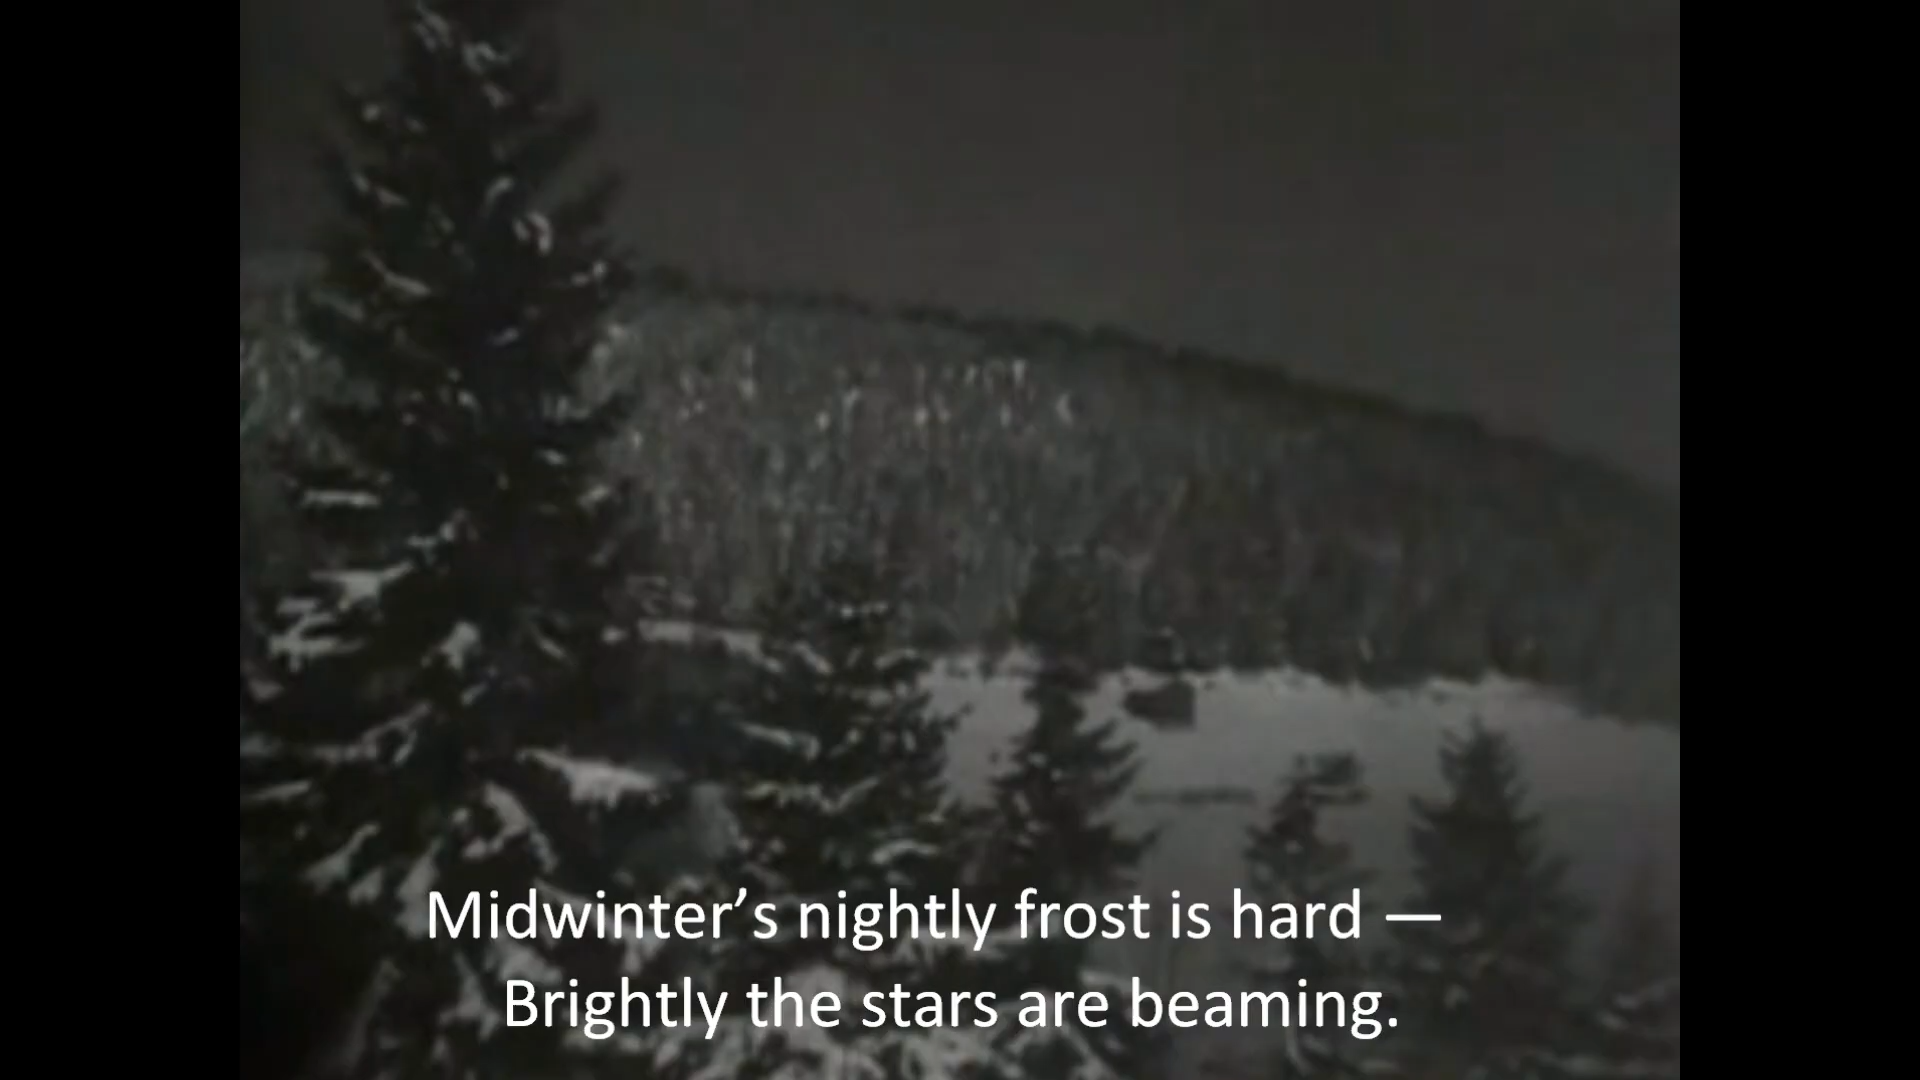 Midwinter’s nightly frost is hard —
Brightly the stars are beaming.